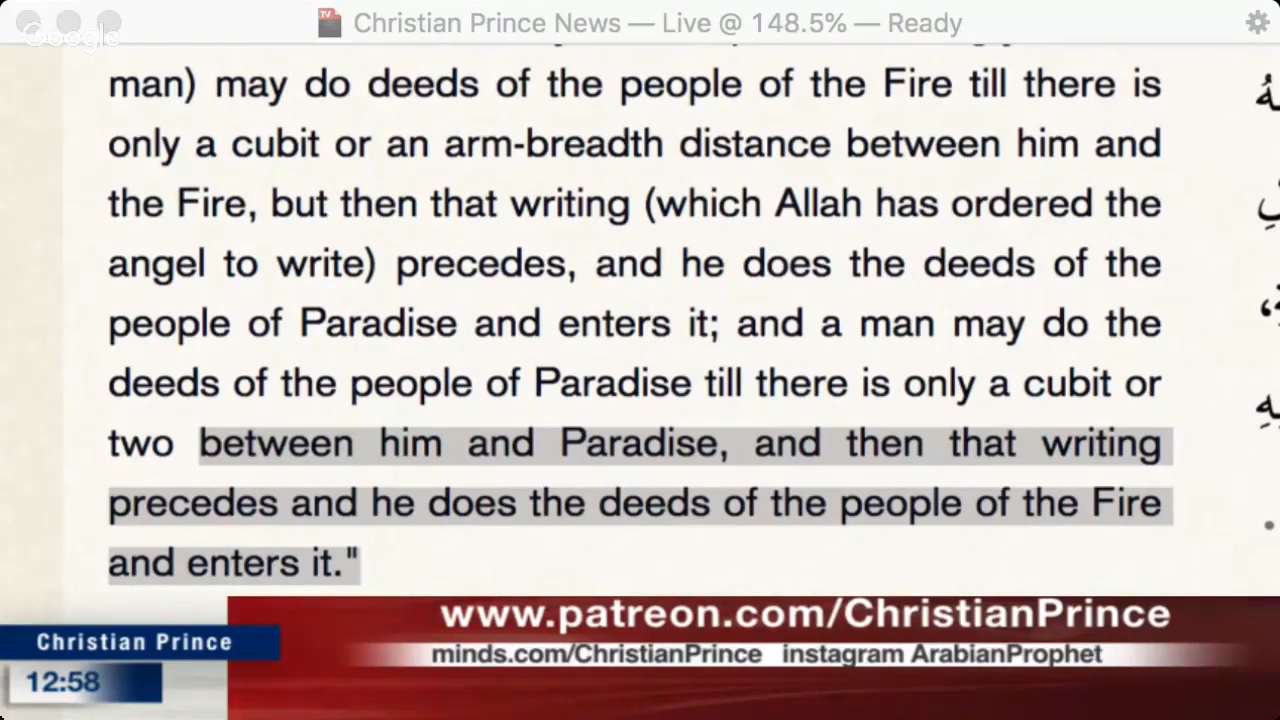 Christian Prince News — Live @ 148.5% — Ready
Google
man) may do deeds of the people of the Fire till there is
only a cubit or an arm-breadth distance between him and
the Fire, but then that writing (which Allah has ordered the
angel to write) precedes, and he does the deeds of the
people of Paradise and enters it; and a man may do the
deeds of the people of Paradise till there is only a cubit or
two between him and Paradise, and then that writing
precedes and he does the deeds of the people of the Fire
and enters it."
www.patreon.com/ChristianPrince
Christian Prince
minds.com/ChristianPrince instagram ArabianProphet
12:58